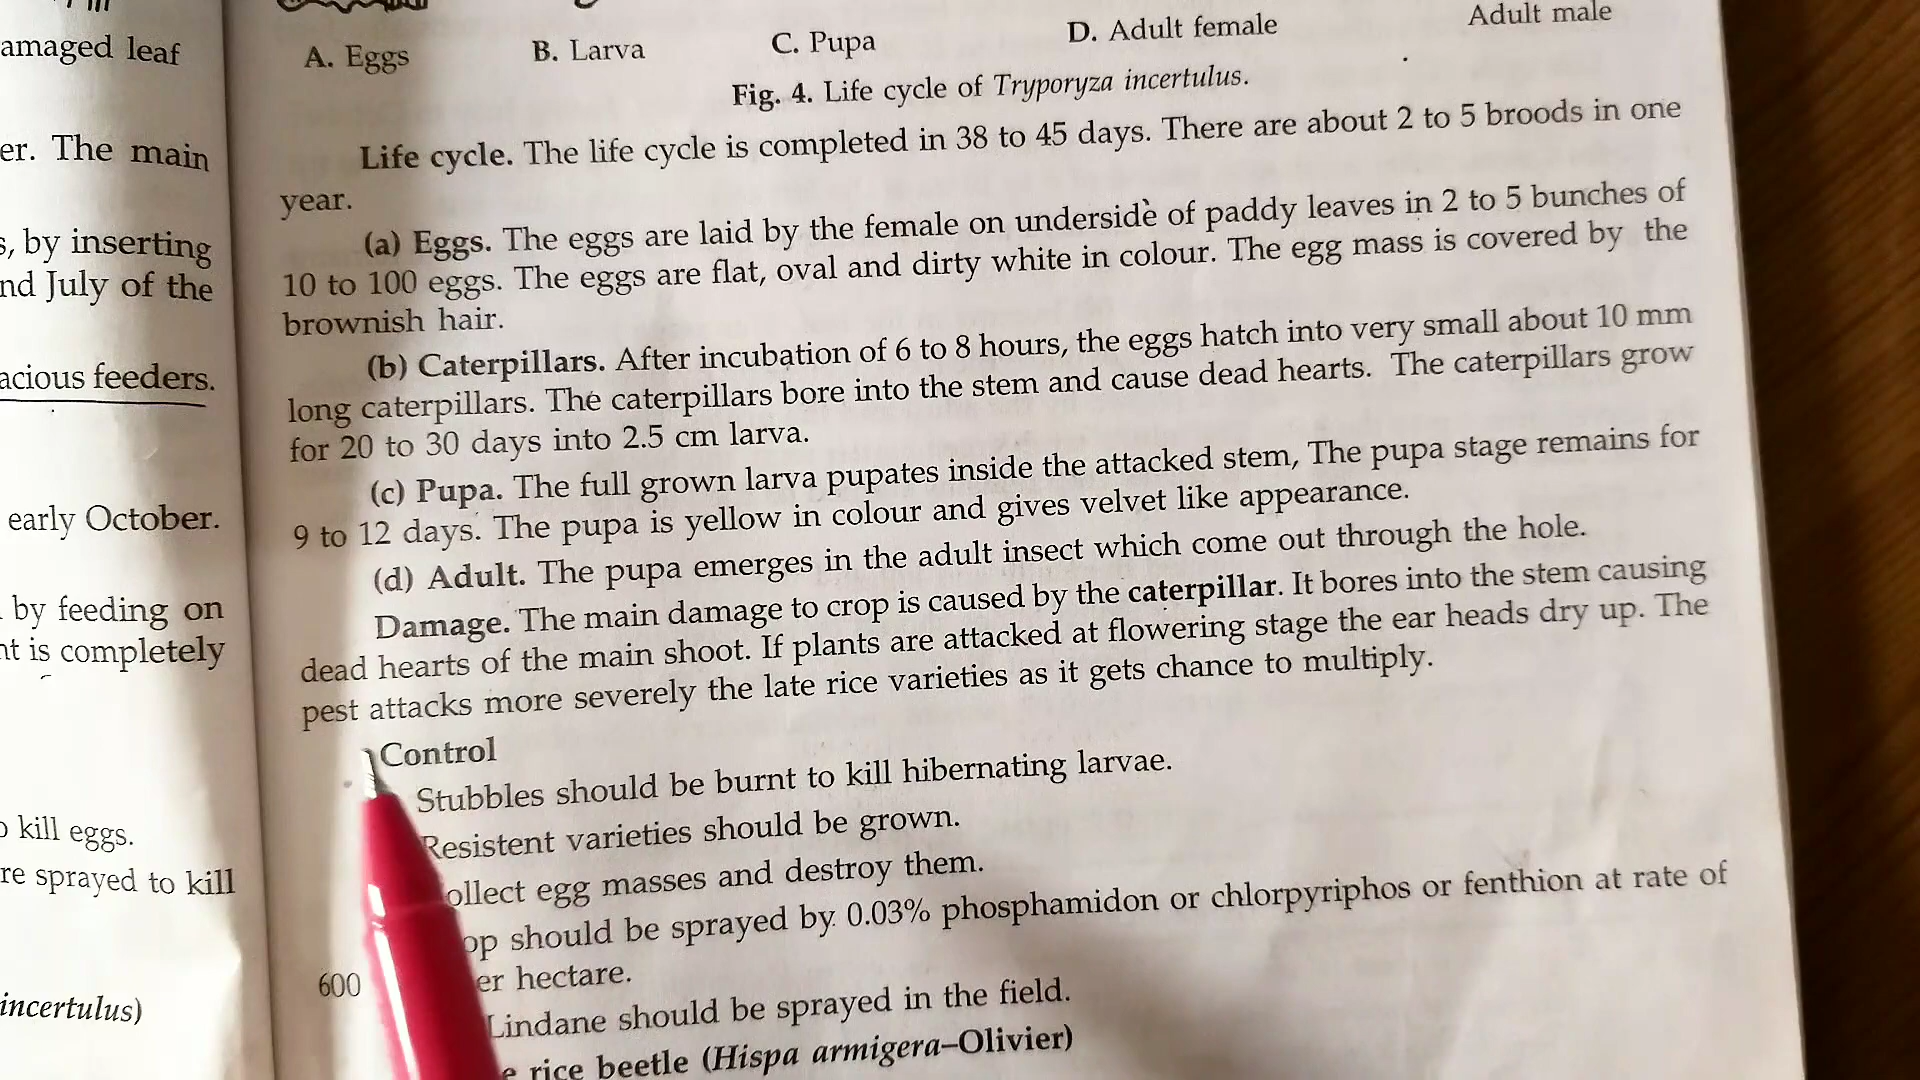 amaged leaf
er. The main
s, by inserting
nd July of the
acious feeders.
early October.
by feeding on
nt is completely
kill eggs.
re sprayed to kill
incertulus)
A. Eggs
B. Larva
C. Pupa
D. Adult female
Adult male
Fig. 4. Life cycle of Tryporyza incertulus.
Life cycle. The life cycle is completed in 38 to 45 days. There are about 2 to 5 broods in one
year.
(a) Eggs. The eggs are laid by the female on underside of paddy leaves in 2 to 5 bunches of
10 to 100 eggs. The eggs are flat, oval and dirty white in colour. The egg mass is covered by the
brownish hair.
(b) Caterpillars. After incubation of 6 to 8 hours, the eggs hatch into very small about 10 mm
long caterpillars. The caterpillars bore into the stem and cause dead hearts. The caterpillars grow
for 20 to 30 days into 2.5 cm larva.
(c) Pupa. The full grown larva pupates inside the attacked stem, The pupa stage remains for
9 to 12 days. The pupa is yellow in colour and gives velvet like appearance.
(d) Adult. The pupa emerges in the adult insect which come out through the hole.
Damage. The main damage to crop is caused by the caterpillar. It bores into the stem causing
dead hearts of the main shoot. If plants are attacked at flowering stage the ear heads dry up. The
pest attacks more severely the late rice varieties as it gets chance to multiply.
Control
Stubbles should be burnt to kill hibernating larvae.
Resistent varieties should be grown.
ollect egg masses and destroy them.
op should be sprayed by 0.03% phosphamidon or chlorpyriphos or fenthion at rate of
600 er hectare.
Lindane should be sprayed in the field.
e rice beetle (Hispa armigera–Olivier)